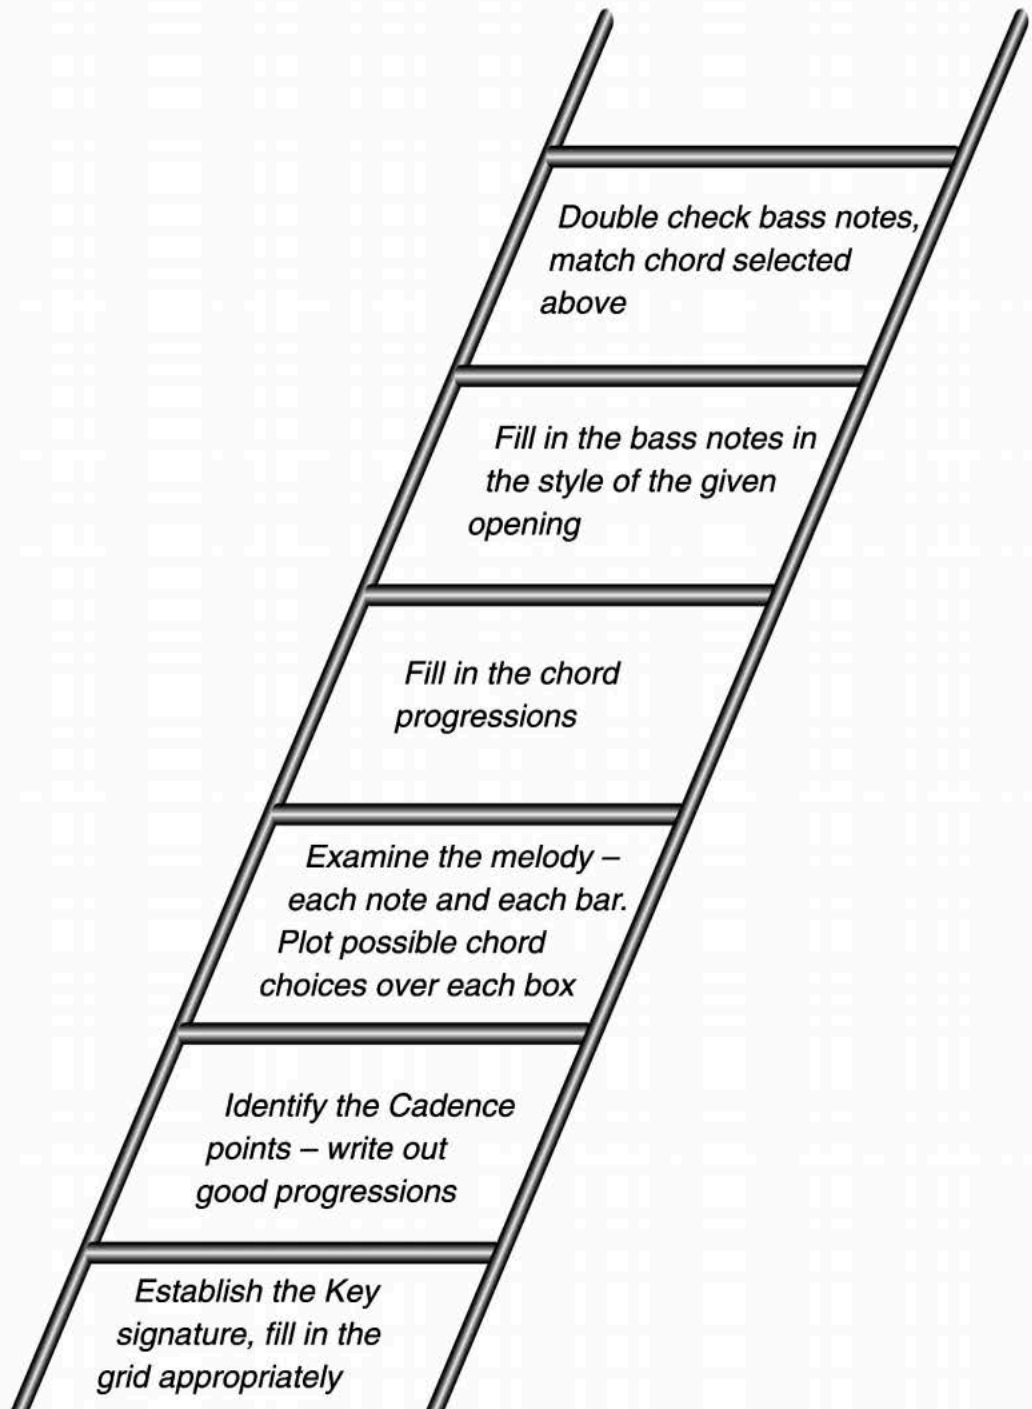 Double check bass notes,
match chord selected
above
Fill in the bass notes in
the style of the given
opening
Fill in the chord
progressions
Examine the melody –
each note and each bar.
Plot possible chord
choices over each box
Identify the Cadence
points – write out
good progressions
Establish the Key
signature, fill in the
grid appropriately